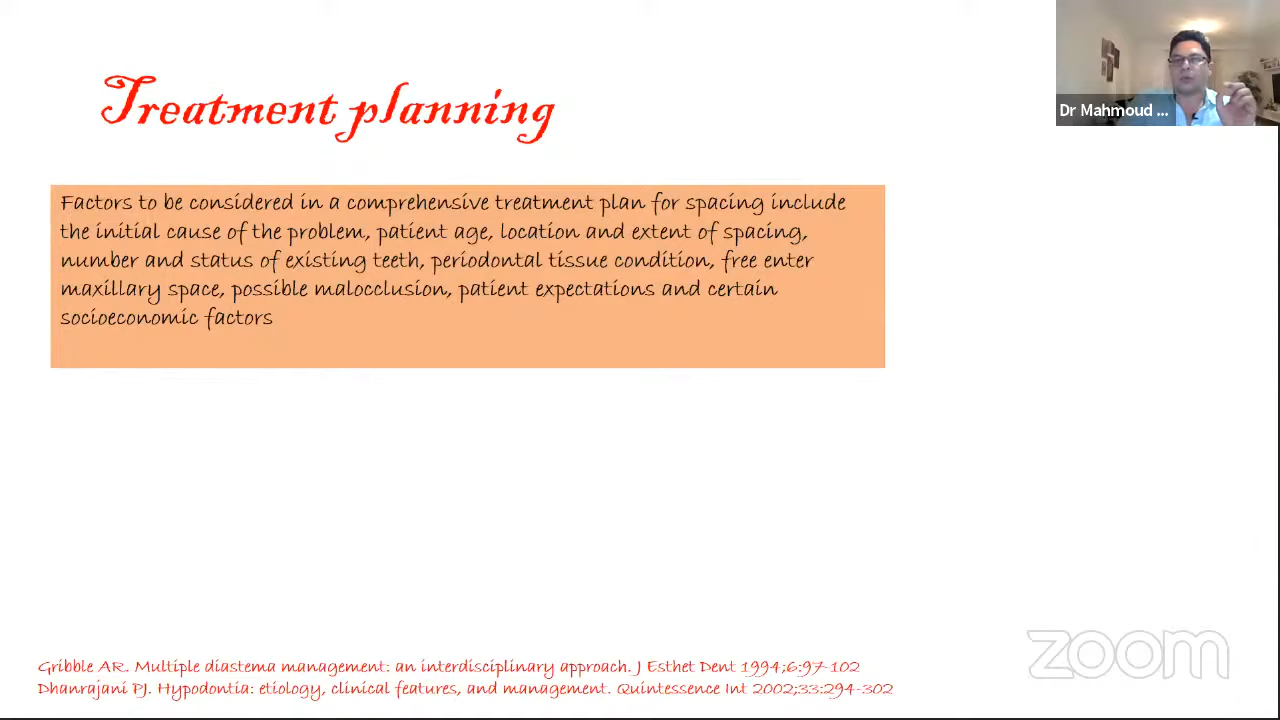 Treatment planning
Dr Mahmoud ...
Factors to be considered in a comprehensive treatment plan for spacing include
the initial cause of the problem, patient age, location and extent of spacing,
number and status of existing teeth, periodontal tissue condition, free enter
maxillary space, possible malocclusion, patient expectations and certain
socioeconomic factors
zoom
Gribble AR. Multiple diastema management: an interdisciplinary approach. J Esthet Dent 1994;6:97-102
Dhanrajani PJ. Hypodontia: etiology, clinical features, and management. Quintessence Int 2002;33:294-302